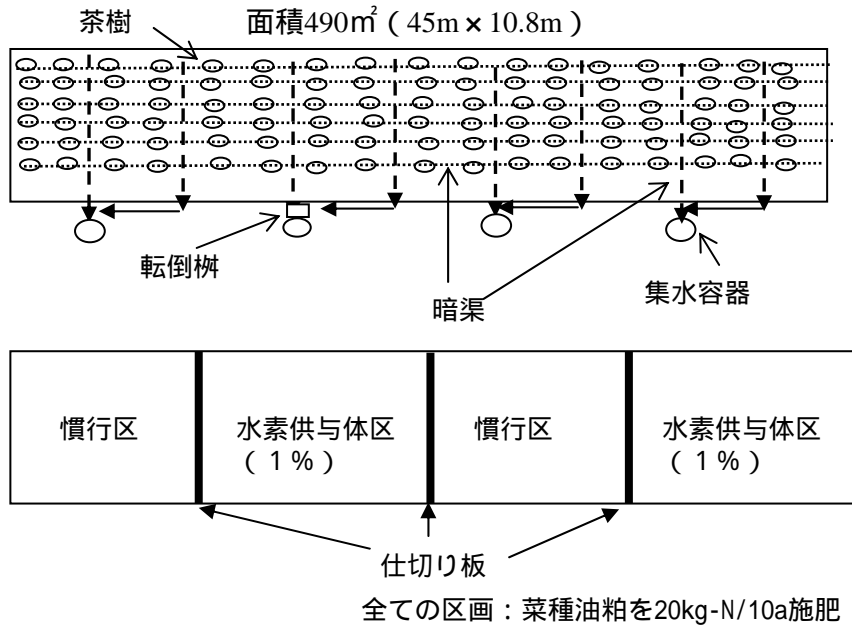 茶樹
面積490㎡(45m×10.8m)
転倒桝
暗渠
集水容器
慣行区
水素供与体区
(1%)
慣行区
水素供与体区
(1%)
仕切り板
全ての区画:菜種油粕を20kg-N/10a施肥